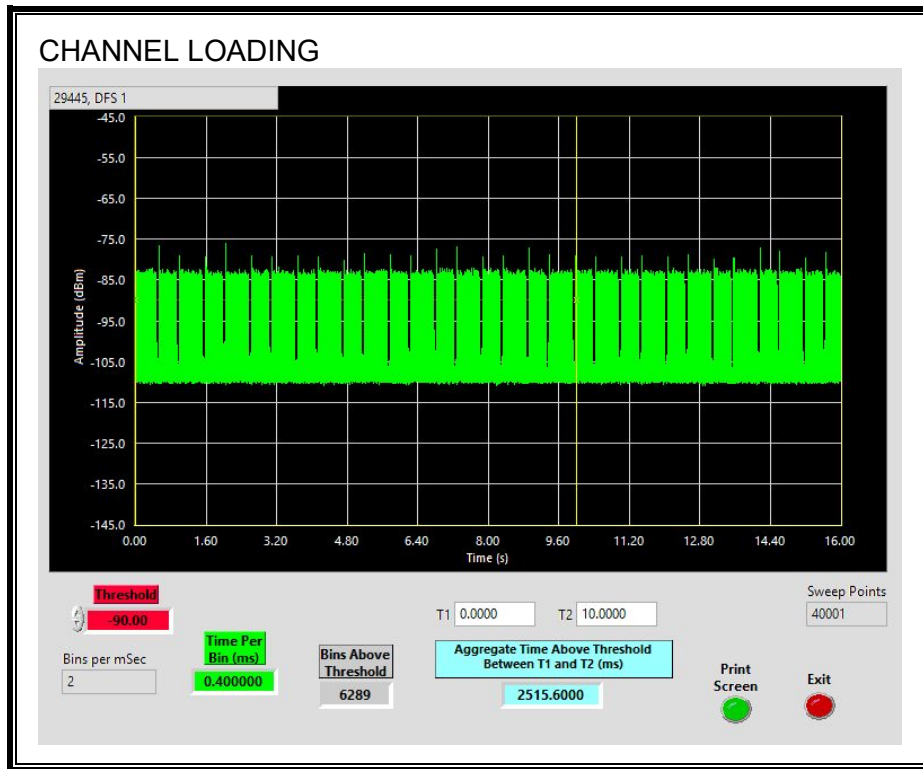 CHANNEL LOADING
29445, DFS 1
-45.0
-55.0
-65.0
-75.0
-85.0
-95.0
-105.0
-115.0
-125.0
-135.0
-145.0
Amplitude (dBm)
0.00 1.60 3.20 4.80 6.40 8.00 9.60 11.20 12.80 14.40 16.00
Time (s)
Threshold
-90.00
Bins per mSec
2
Time Per
Bin (ms)
0.400000
Bins Above
Threshold
6289
T1 0.0000 T2 10.0000
Aggregate Time Above Threshold
Between T1 and T2 (ms)
2515.6000
Sweep Points
40001
Print
Screen
Exit